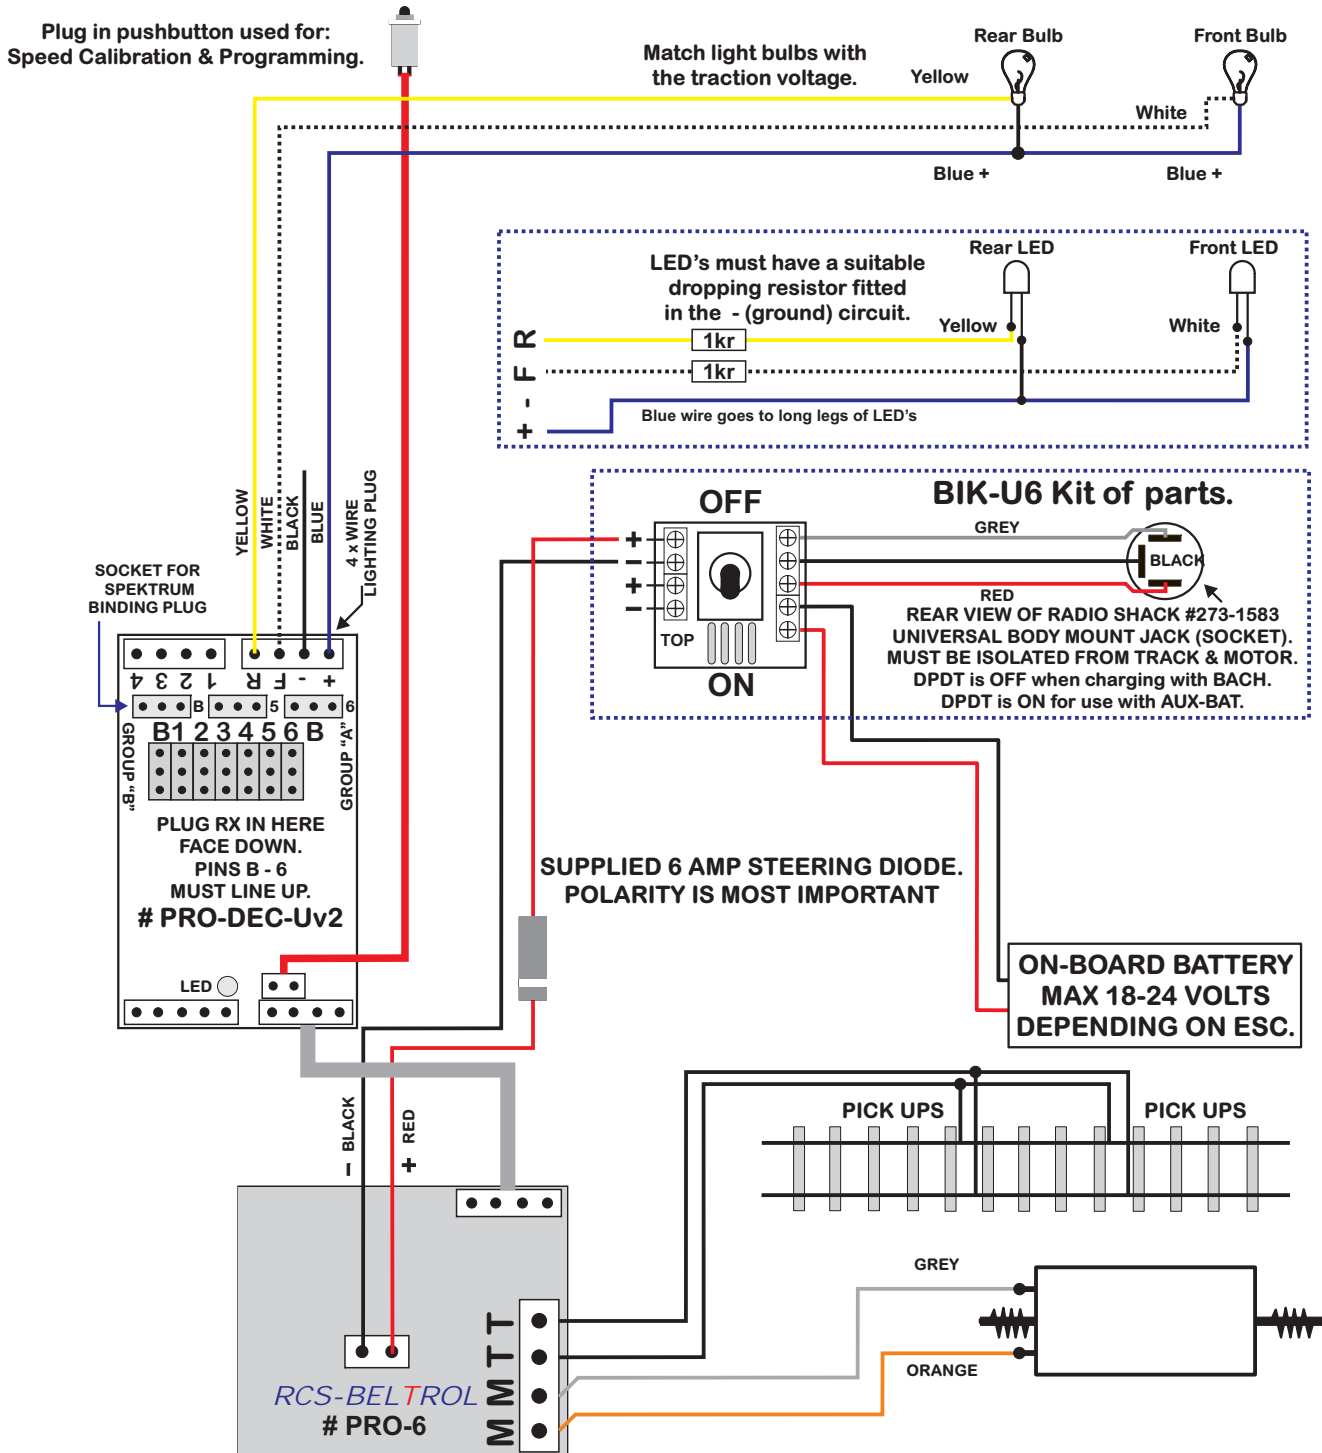 Plug in pushbutton used for:
Speed Calibration & Programming.
Match light bulbs with
the traction voltage.
Rear Bulb
Front Bulb
Yellow
White
Blue +
Blue +
LED's must have a suitable
dropping resistor fitted
in the - (ground) circuit.
Rear LED
Front LED
Yellow
White
R
F
-
+
1kr
1kr
Blue wire goes to long legs of LED's
YELLOW
WHITE
BLACK
BLUE
4 x WIRE
LIGHTING PLUG
SOCKET FOR
SPEKTRUM
BINDING PLUG
4 3 2 1 R F - +
B 5 6
B 1 2 3 4 5 6 B
GROUP "B"
GROUP "A"
PLUG RX IN HERE
FACE DOWN.
PINS B - 6
MUST LINE UP.
# PRO-DEC-Uv2
LED
OFF
BIK-U6 Kit of parts.
+
-
+
-
TOP
ON
GREY
BLACK
RED
REAR VIEW OF RADIO SHACK #273-1583
UNIVERSAL BODY MOUNT JACK (SOCKET).
MUST BE ISOLATED FROM TRACK & MOTOR.
DPDT is OFF when charging with BACH.
DPDT is ON for use with AUX-BAT.
SUPPLIED 6 AMP STEERING DIODE.
POLARITY IS MOST IMPORTANT
ON-BOARD BATTERY
MAX 18-24 VOLTS
DEPENDING ON ESC.
- BLACK
+ RED
PICK UPS
PICK UPS
GREY
ORANGE
M M T T
RCS-BELTROL
# PRO-6